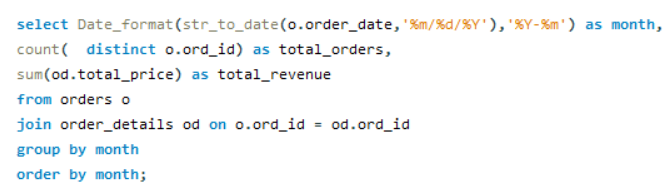 select Date_format(str_to_date(o.order_date,'%m/%d/%Y'),'%Y-%m') as month,
count(  distinct o.ord_id) as total_orders,
sum(od.total_price) as total_revenue
from orders o
join order_details od on o.ord_id = od.ord_id
group by month
order by month;